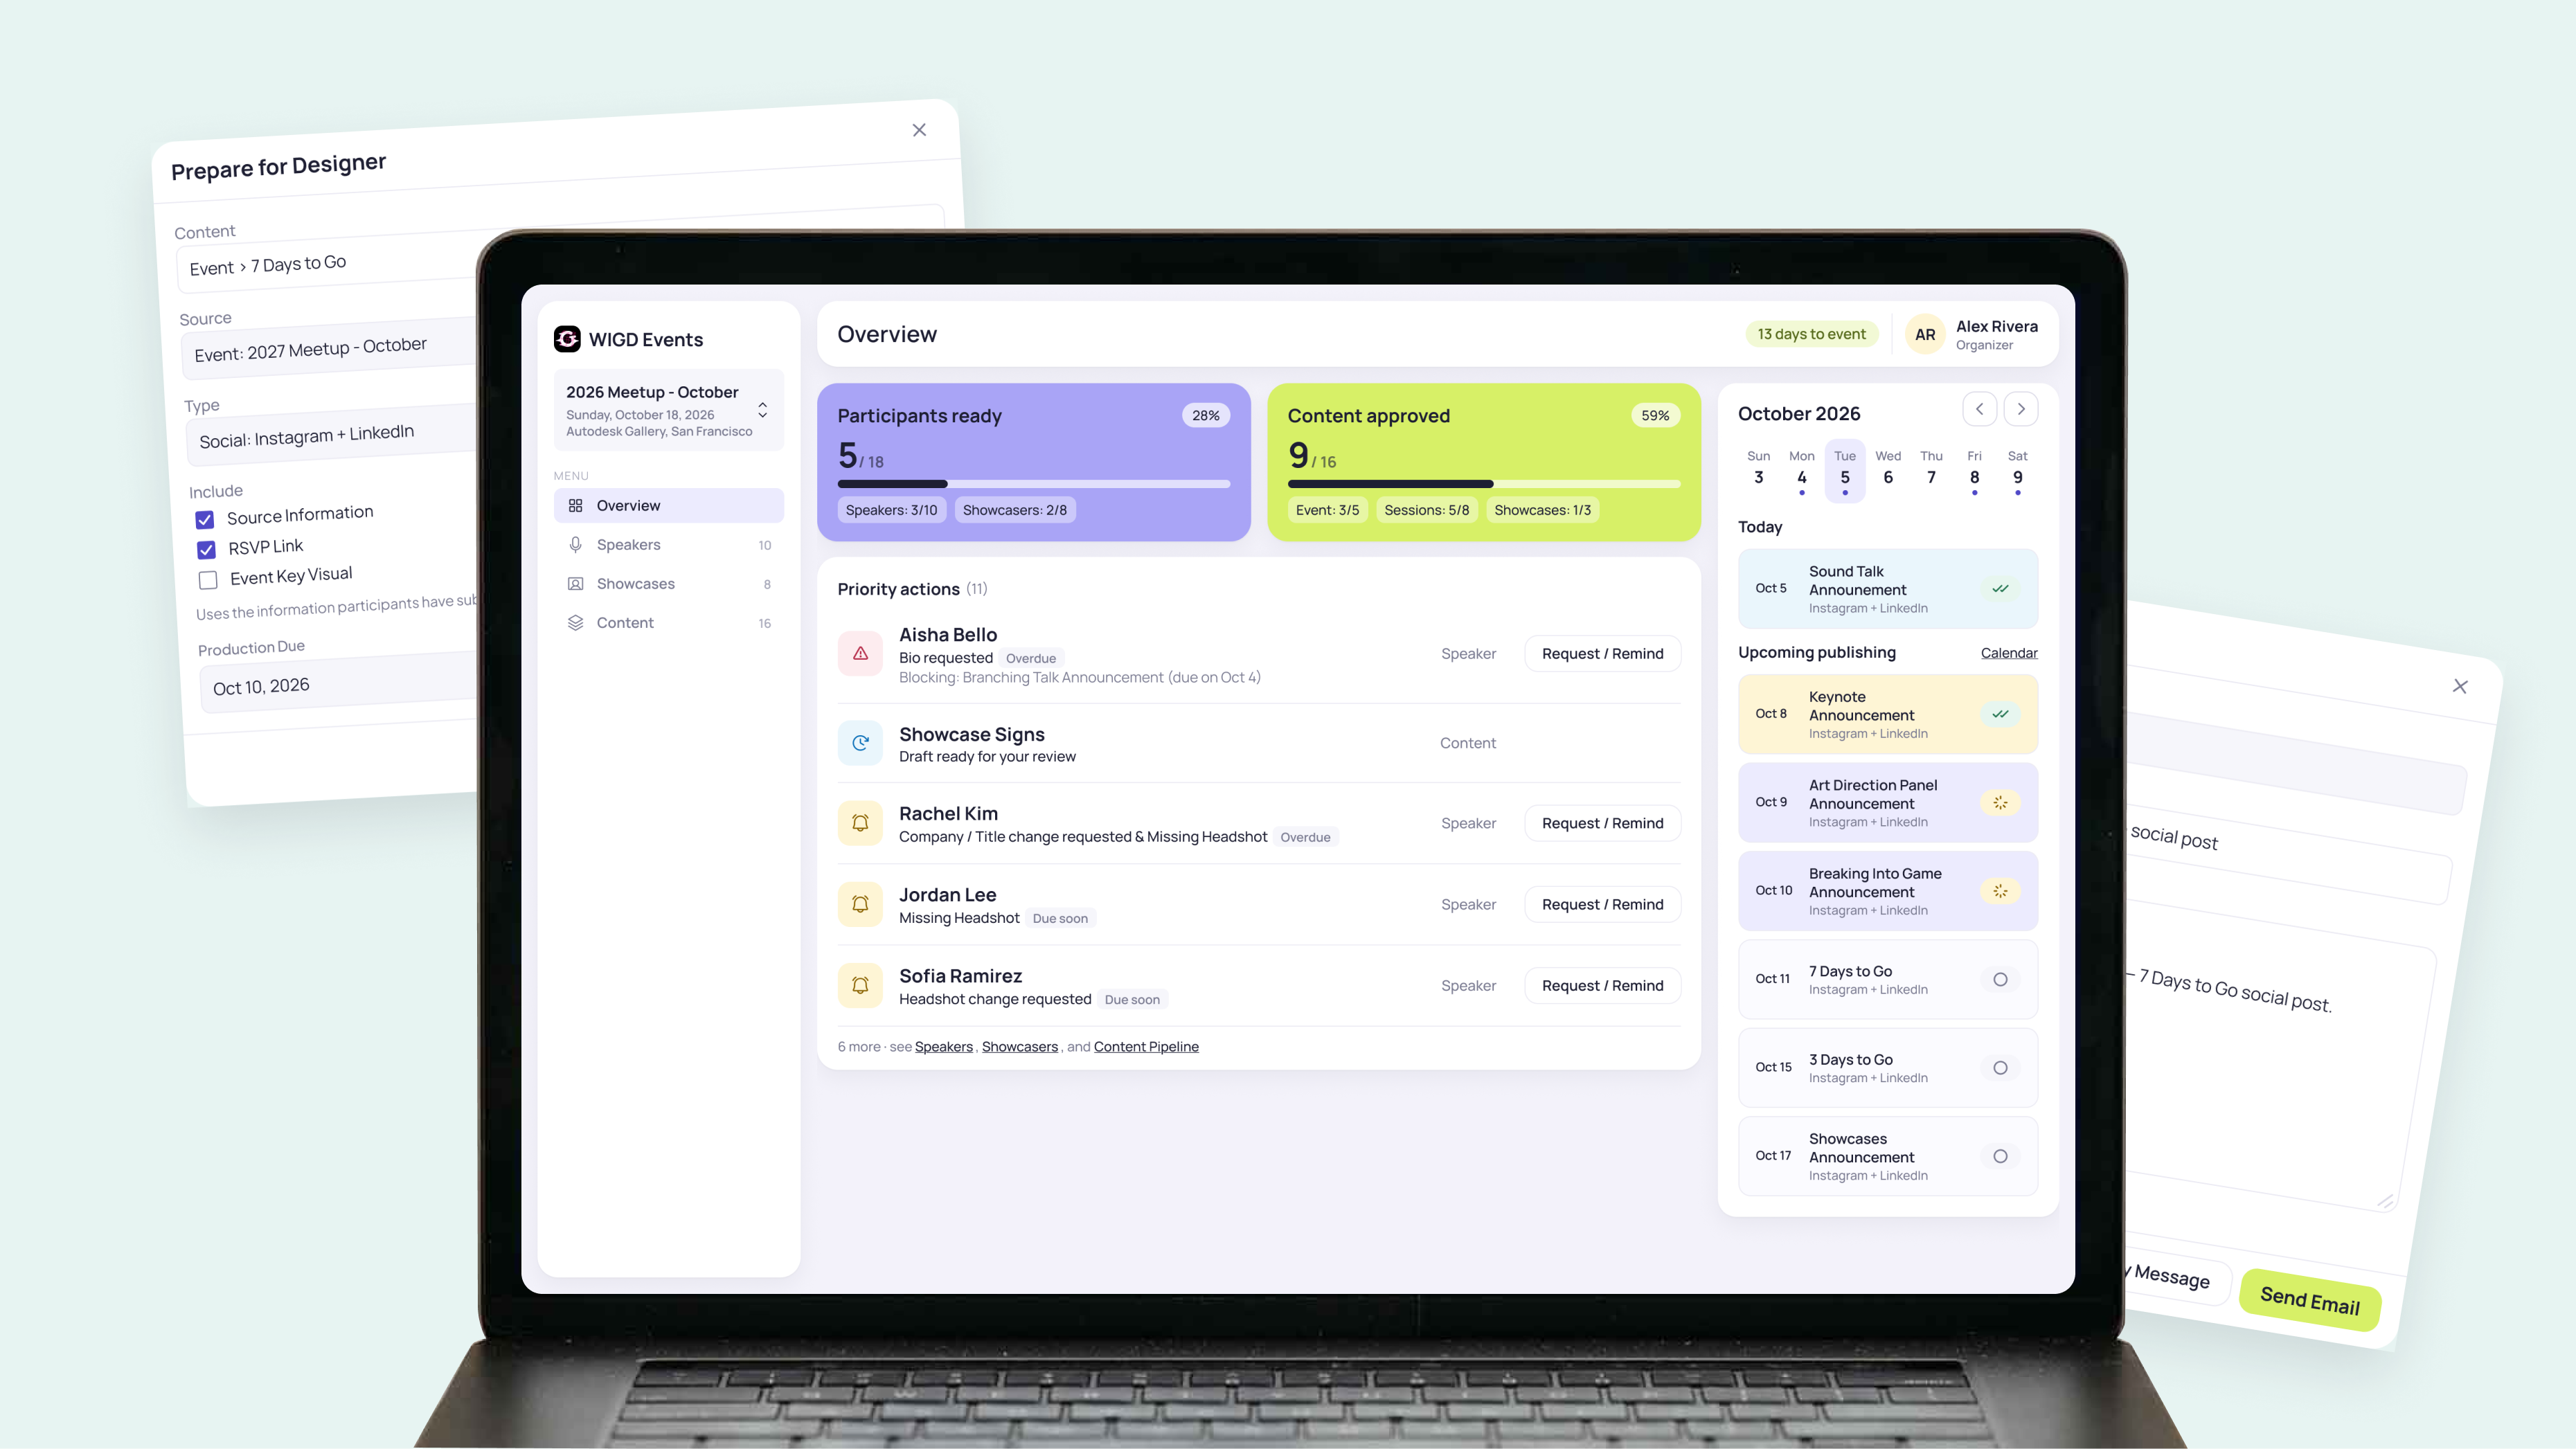 Prepare for Designer
Content
Event > 7 Days to Go
Source
Event: 2027 Meetup - October
Type
Social: Instagram + LinkedIn
Include
Source Information
RSVP Link
Event Key Visual
Uses the information participants have sub
Production Due
Oct 10, 2026
WIGD Events
2026 Meetup - October
Sunday, October 18, 2026
Autodesk Gallery, San Francisco
MENU
Overview
Speakers 10
Showcases 8
Content 16
Overview
13 days to event
AR
Alex Rivera
Organizer
Participants ready 28%
5 / 18
Speakers: 3/10 Showcasers: 2/8
Content approved 59%
9 / 16
Event: 3/5 Sessions: 5/8 Showcases: 1/3
Priority actions (11)
Aisha Bello
Bio requested Overdue
Blocking: Branching Talk Announcement (due on Oct 4)
Speaker Request / Remind
Showcase Signs
Draft ready for your review
Content
Rachel Kim
Company / Title change requested & Missing Headshot Overdue
Speaker Request / Remind
Jordan Lee
Missing Headshot Due soon
Speaker Request / Remind
Sofia Ramirez
Headshot change requested Due soon
Speaker Request / Remind
6 more · see Speakers , Showcasers , and Content Pipeline
October 2026
Sun Mon Tue Wed Thu Fri Sat
3 4 5 6 7 8 9
Today
Oct 5
Sound Talk
Announement
Instagram + LinkedIn
Upcoming publishing Calendar
Oct 8
Keynote
Announcement
Instagram + LinkedIn
Oct 9
Art Direction Panel
Announcement
Instagram + LinkedIn
Oct 10
Breaking Into Game
Announcement
Instagram + LinkedIn
Oct 11
7 Days to Go
Instagram + LinkedIn
Oct 15
3 Days to Go
Instagram + LinkedIn
Oct 17
Showcases
Announcement
Instagram + LinkedIn
social post
– 7 Days to Go social post.
y Message
Send Email